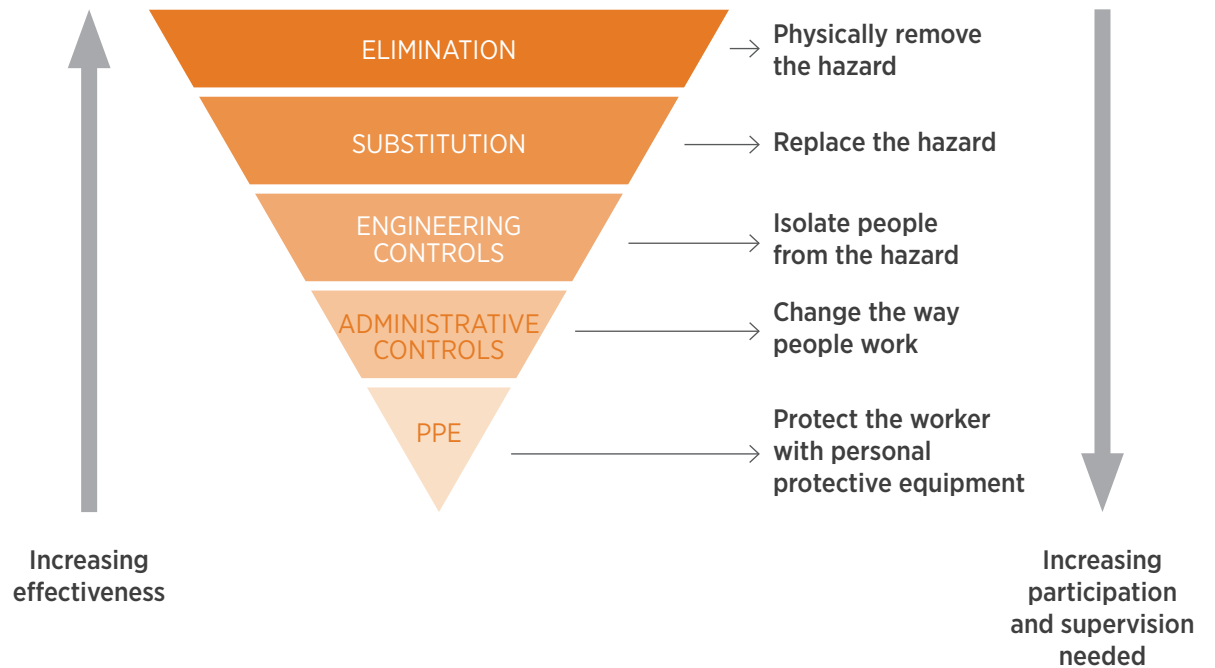 ELIMINATION
Physically remove
the hazard
SUBSTITUTION
Replace the hazard
ENGINEERING
CONTROLS
Isolate people
from the hazard
ADMINISTRATIVE
CONTROLS
Change the way
people work
PPE
Protect the worker
with personal
protective equipment
Increasing
effectiveness
Increasing
participation
and supervision
needed